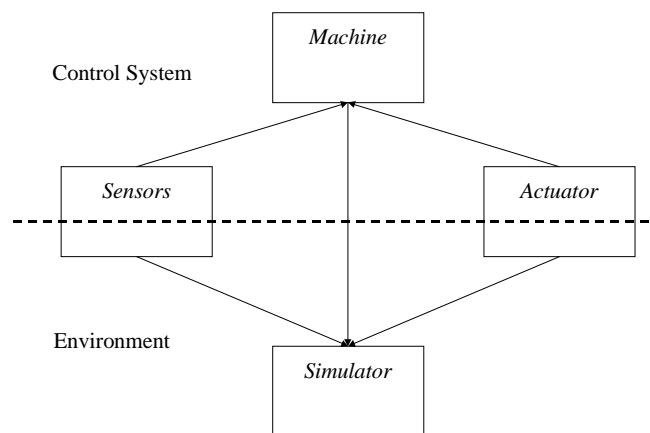 Machine
Control System
Sensors
Actuator
Environment
Simulator